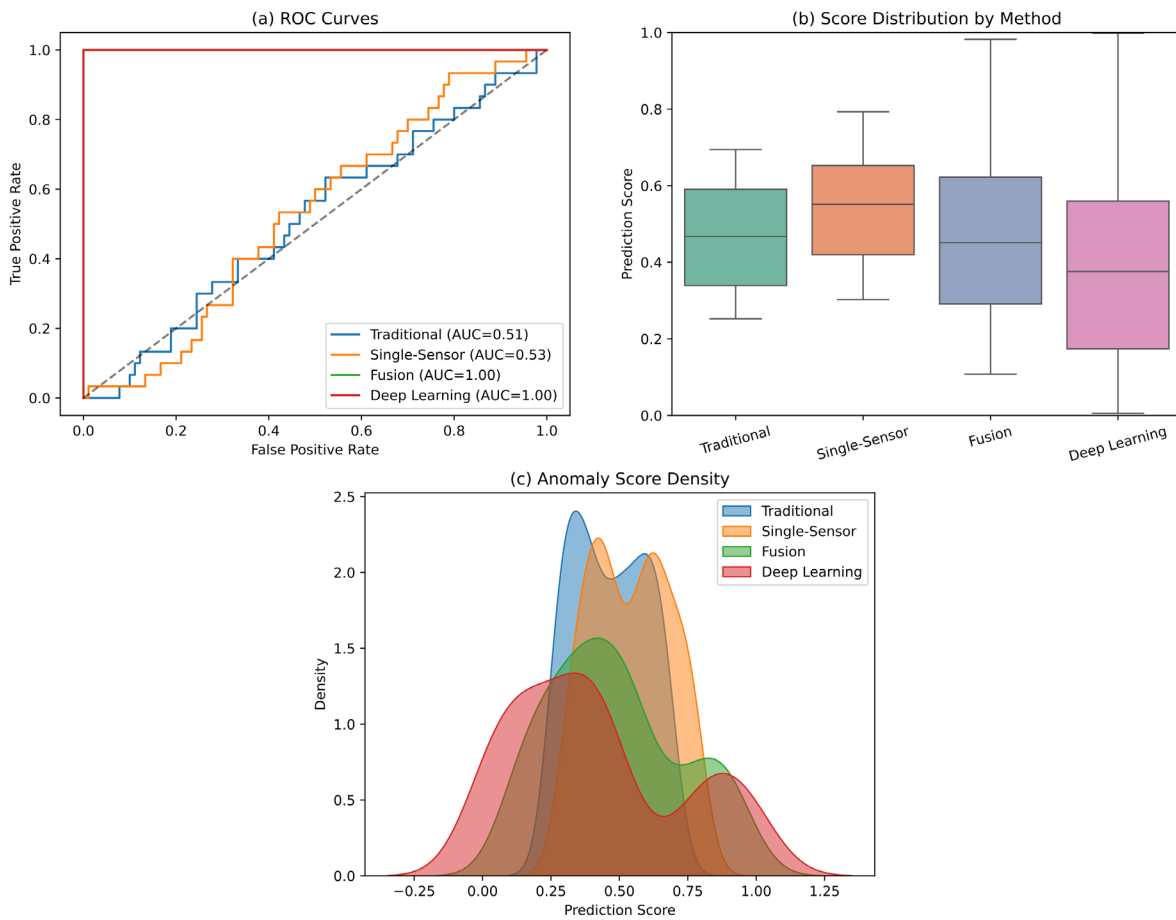 (a) ROC Curves
1.0
0.8
0.6
0.4
0.2
0.0
True Positive Rate
0.0 0.2 0.4 0.6 0.8 1.0
False Positive Rate
Traditional (AUC=0.51)
Single-Sensor (AUC=0.53)
Fusion (AUC=1.00)
Deep Learning (AUC=1.00)
(b) Score Distribution by Method
1.0
0.8
0.6
0.4
0.2
0.0
Prediction Score
Traditional Single-Sensor Fusion Deep Learning
(c) Anomaly Score Density
2.5
2.0
1.5
1.0
0.5
0.0
Density
−0.25 0.00 0.25 0.50 0.75 1.00 1.25
Prediction Score
Traditional
Single-Sensor
Fusion
Deep Learning